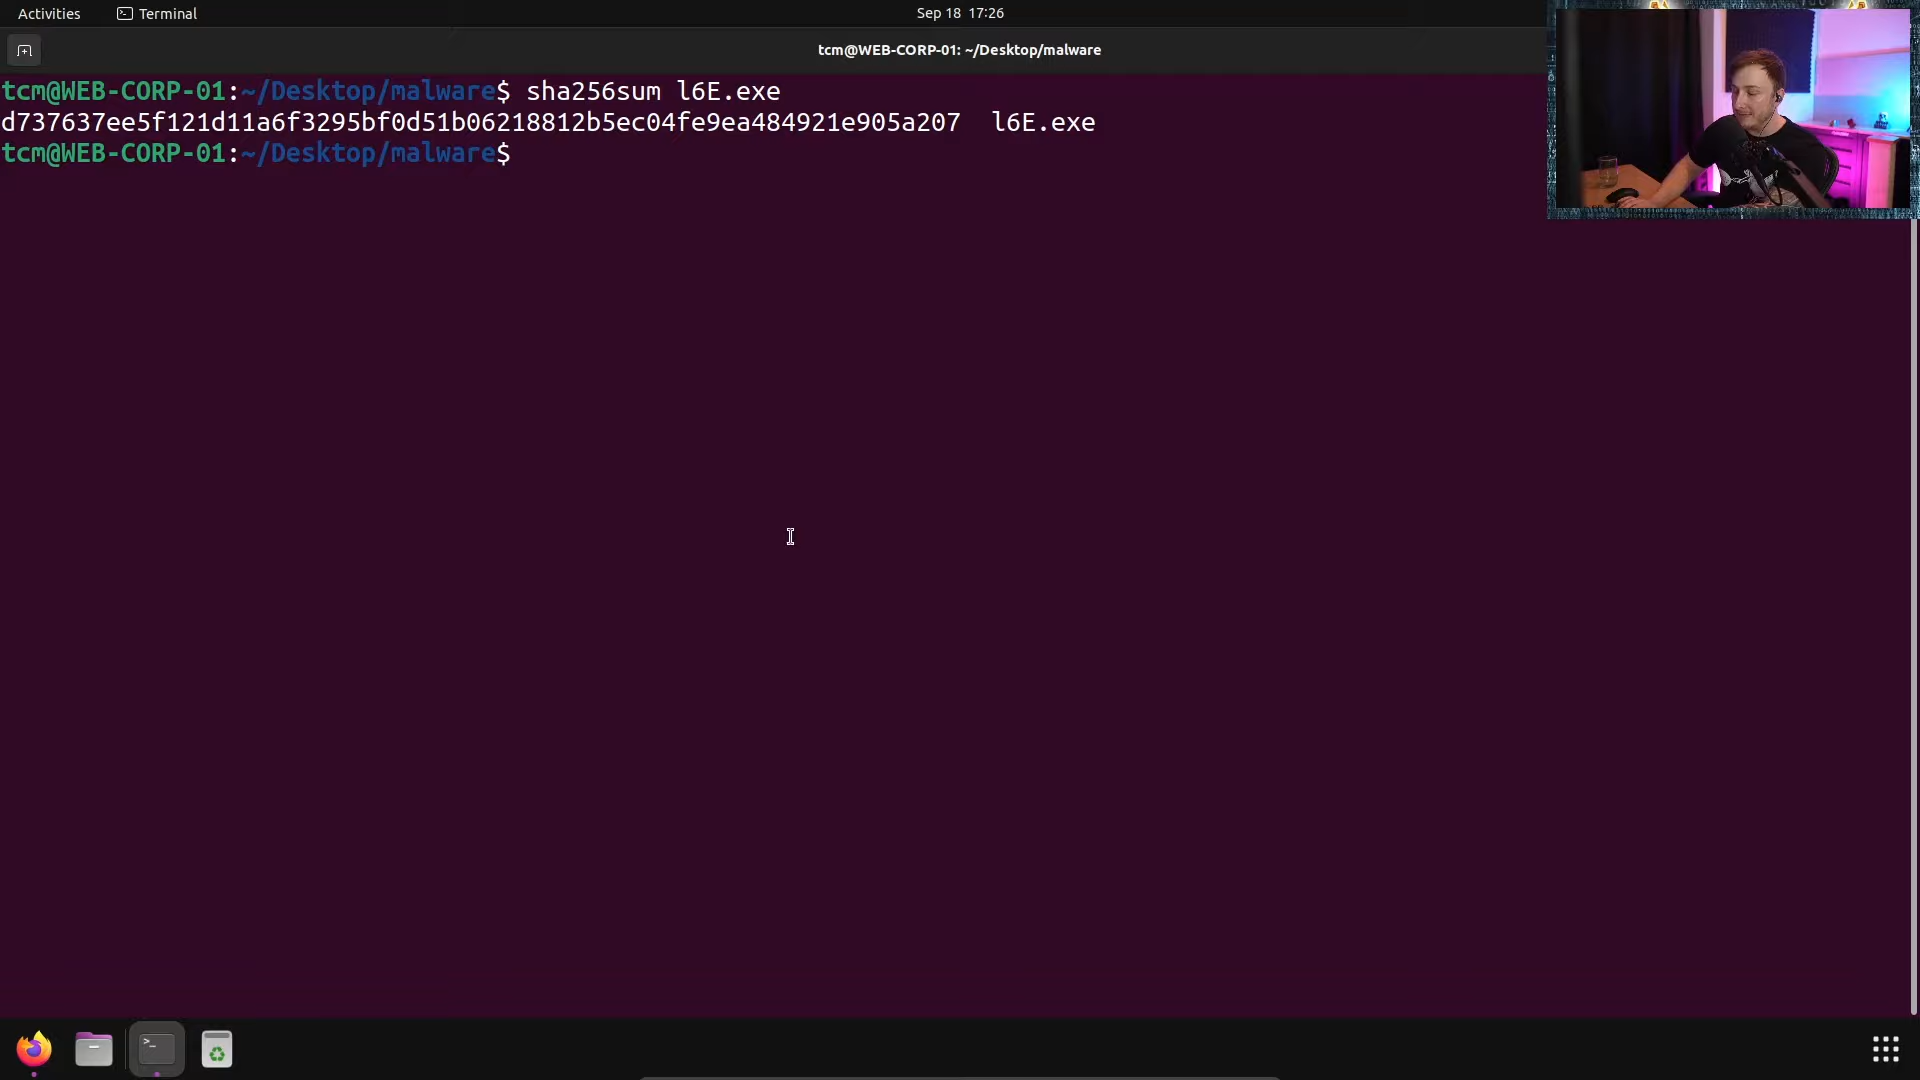 Activities
Terminal
Sep 18 17:26
tcm@WEB-CORP-01: ~/Desktop/malware
tcm@WEB-CORP-01:~/Desktop/malware$ sha256sum l6E.exe
d737637ee5f121d11a6f3295bf0d51b06218812b5ec04fe9ea484921e905a207  l6E.exe
tcm@WEB-CORP-01:~/Desktop/malware$